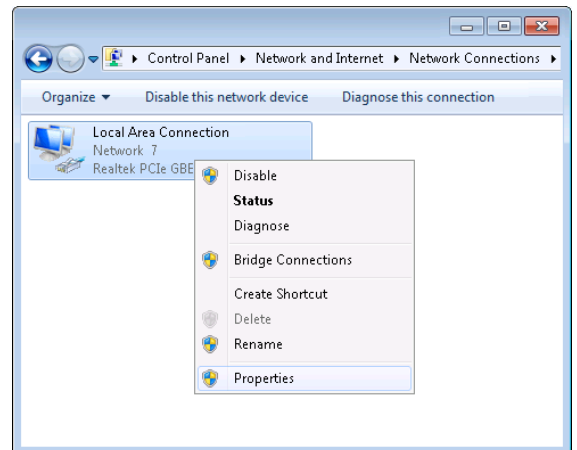 Control Panel Network and Internet Network Connections
Organize Disable this network device Diagnose this connection
Local Area Connection
Network 7
Realtek PCIe GBE
Disable
Status
Diagnose
Bridge Connections
Create Shortcut
Delete
Rename
Properties